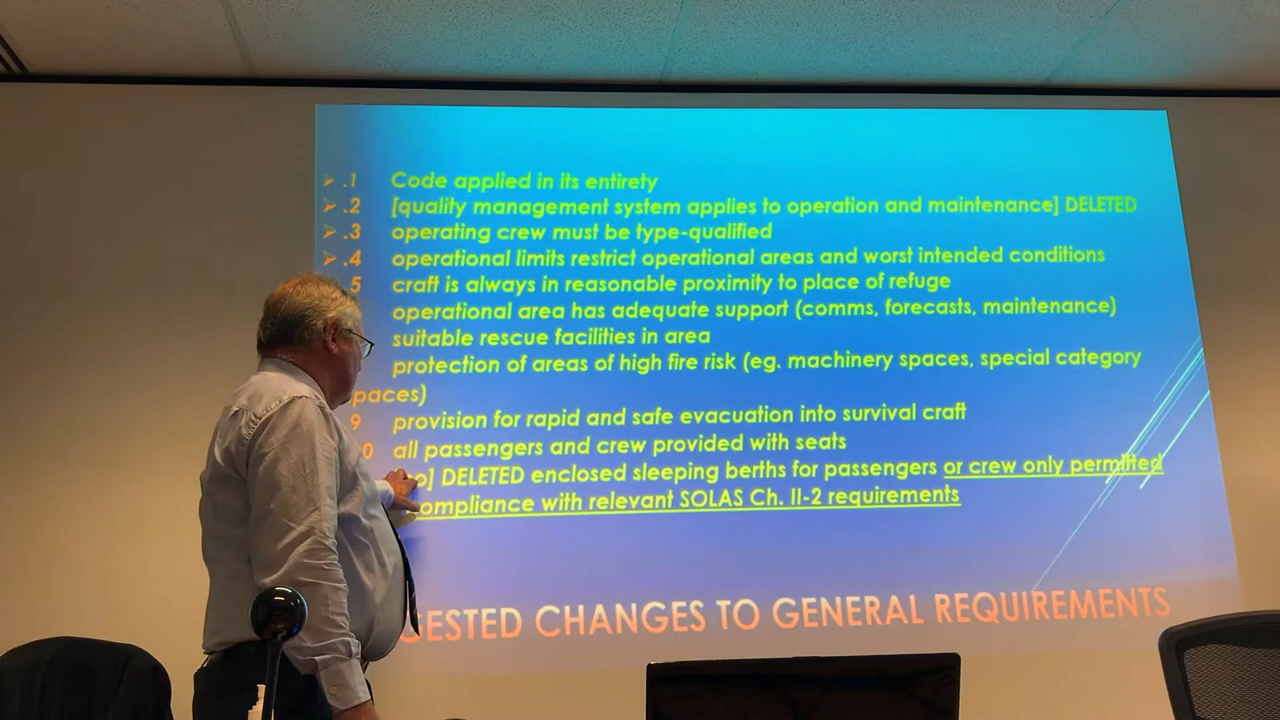 ➢ .1 Code applied in its entirety
➢ .2 [quality management system applies to operation and maintenance] DELETED
➢ .3 operating crew must be type-qualified
➢ .4 operational limits restrict operational areas and worst intended conditions
5 craft is always in reasonable proximity to place of refuge
operational area has adequate support (comms, forecasts, maintenance)
suitable rescue facilities in area
protection of areas of high fire risk (eg. machinery spaces, special category
paces)
9 provision for rapid and safe evacuation into survival craft
0 all passengers and crew provided with seats
o] DELETED enclosed sleeping berths for passengers or crew only permitted
ompliance with relevant SOLAS Ch. II-2 requirements
GESTED CHANGES TO GENERAL REQUIREMENTS